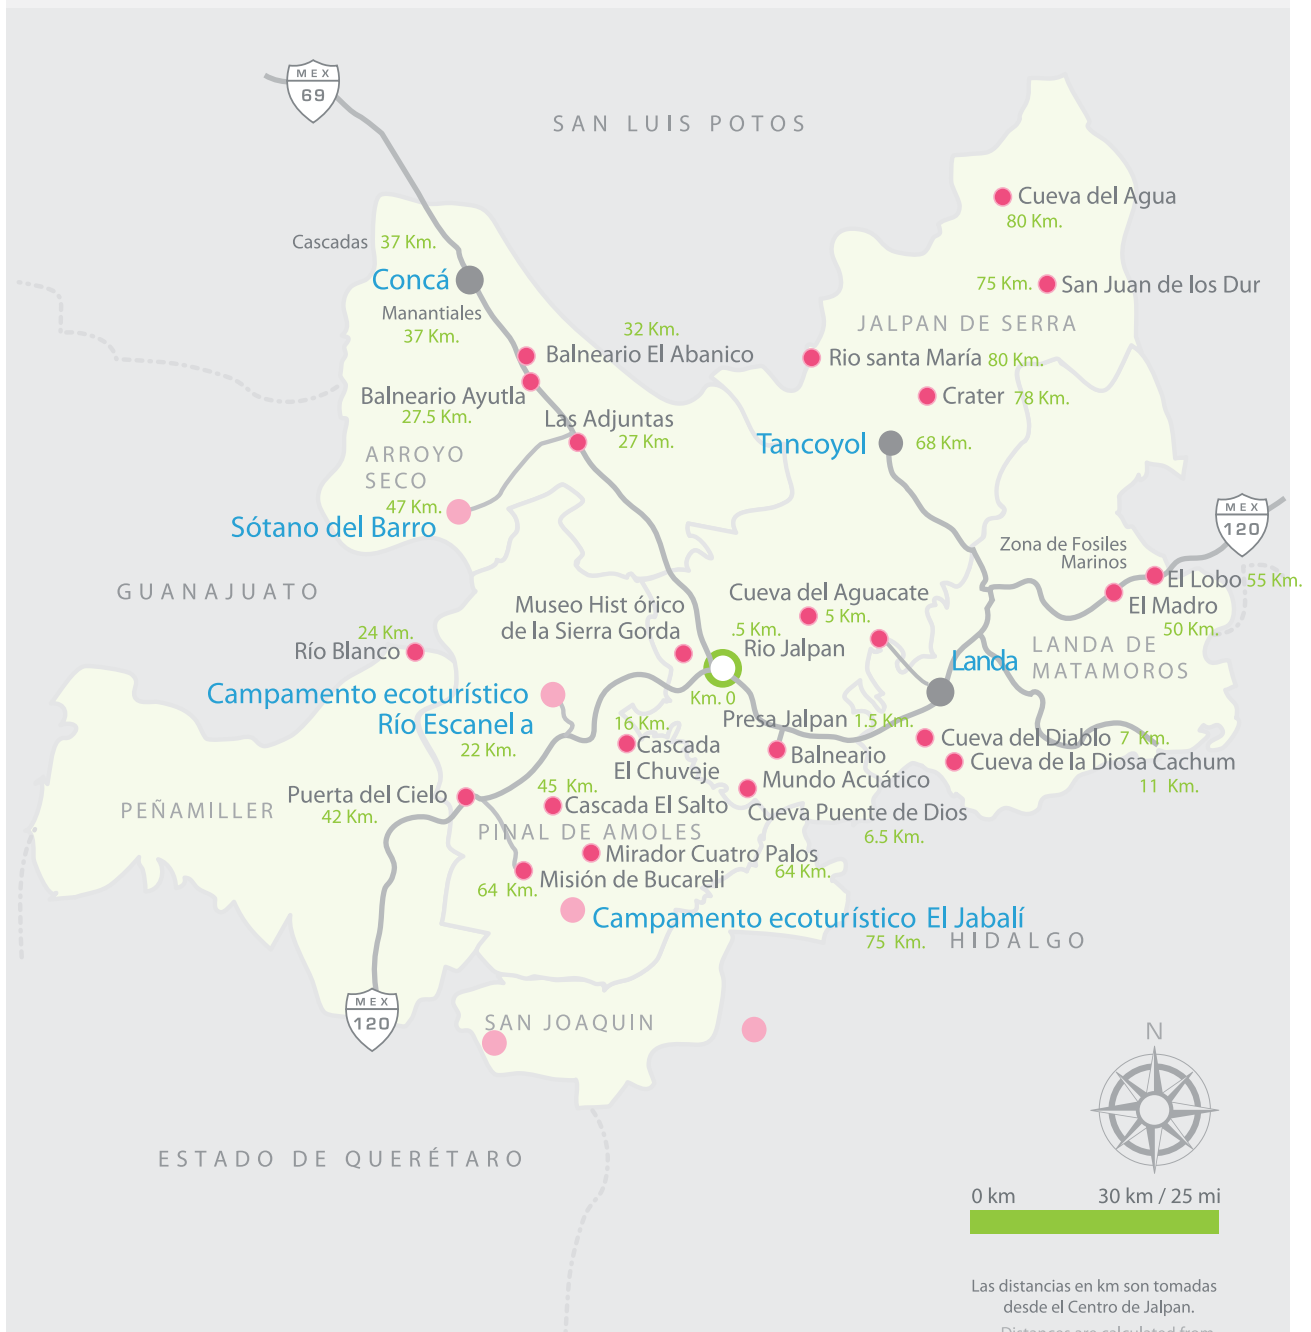 MEX
69
SAN LUIS POTOS
Cueva del Agua
80 Km.
Cascadas 37 Km.
Concá
75 Km. San Juan de los Dur
Manantiales
37 Km.
32 Km.
JALPAN DE SERRA
Balneario El Abanico
Rio santa María 80 Km.
Balneario Ayutla
27.5 Km.
Crater 78 Km.
Las Adjuntas
27 Km.
Tancoyol 68 Km.
ARROYO
SECO
47 Km.
Sótano del Barro
MEX
120
Zona de Fosiles
Marinos
El Lobo 55 Km.
El Madro
50 Km.
GUANAJUATO
Cueva del Aguacate
5 Km.
Museo Hist órico
de la Sierra Gorda
.5 Km.
Rio Jalpan
24 Km.
Río Blanco
LANDA DE
MATAMOROS
Landa
Campamento ecoturístico
Río Escanel a
22 Km.
Km. 0
Presa Jalpan 1.5 Km.
16 Km.
Cascada
El Chuveje
Balneario
Mundo Acuático
Cueva del Diablo 7 Km.
Cueva de la Diosa Cachum
11 Km.
45 Km.
Cascada El Salto
Puerta del Cielo
42 Km.
Cueva Puente de Dios
6.5 Km.
PEÑAMILLER
PINAL DE AMOLES
Mirador Cuatro Palos
64 Km.
Misión de Bucareli
64 Km.
Campamento ecoturístico El Jabalí
75 Km.
HIDALGO
MEX
120
SAN JOAQUÍN
N
ESTADO DE QUERÉTARO
0 km 30 km / 25 mi
Las distancias en km son tomadas
desde el Centro de Jalpan.
Distances are calculated from